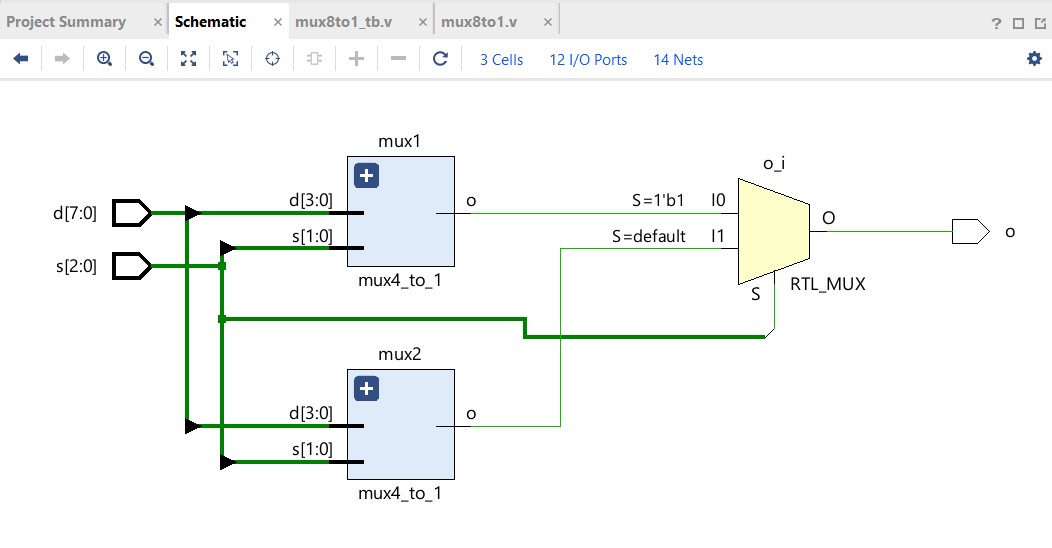 Project Summary × Schematic × mux8to1_tb.v × mux8to1.v × ?
3 Cells 12 I/O Ports 14 Nets
mux1
o_i
d[7:0] d[3:0] o S=1'b1 I0
s[1:0] S=default I1 O o
s[2:0]
mux4_to_1 S RTL_MUX
mux2
d[3:0] o
s[1:0]
mux4_to_1